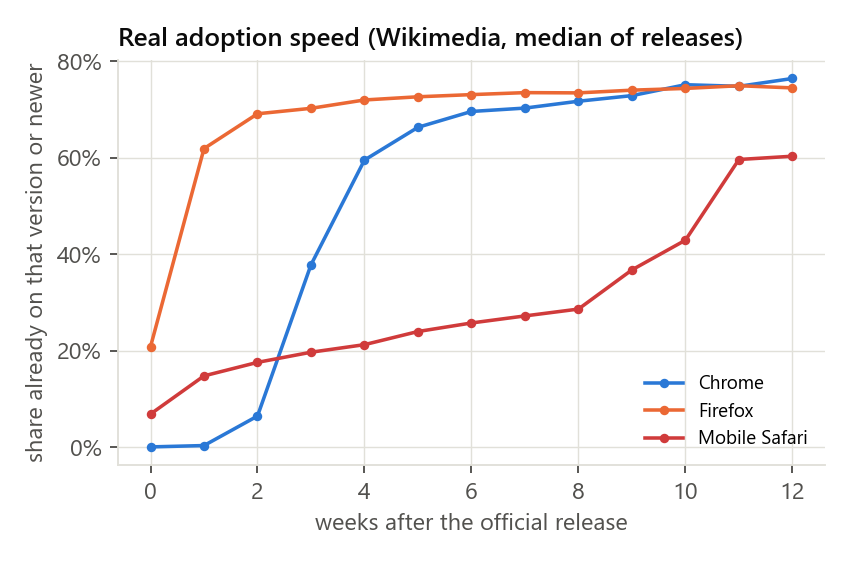 Real adoption speed (Wikimedia, median of releases)
share already on that version or newer
80%
60%
40%
20%
0%
Chrome
Firefox
Mobile Safari
0 2 4 6 8 10 12
weeks after the official release